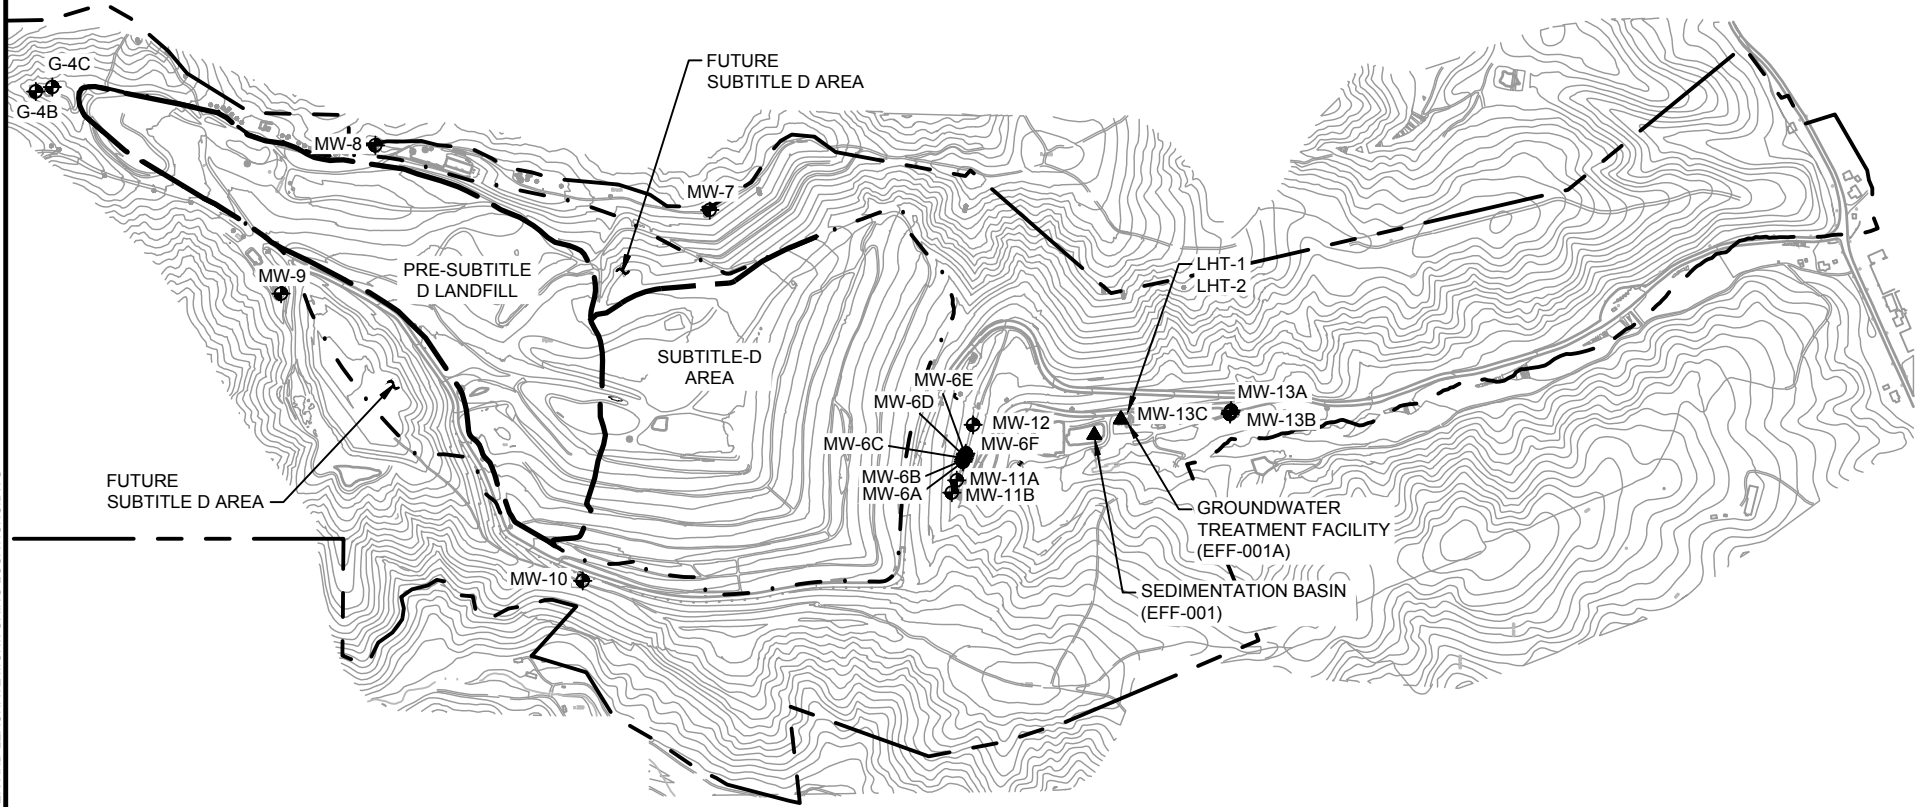 G-4C
G-4B
FUTURE
SUBTITLE D AREA
MW-8
MW-7
MW-9
PRE-SUBTITLE
D LANDFILL
LHT-1
LHT-2
SUBTITLE-D
AREA
MW-6E
MW-6D
MW-12
MW-6C
MW-6F
MW-6B
MW-6A
MW-11A
MW-11B
MW-13C
MW-13A
MW-13B
FUTURE
SUBTITLE D AREA
GROUNDWATER
TREATMENT FACILITY
(EFF-001A)
MW-10
SEDIMENTATION BASIN
(EFF-001)